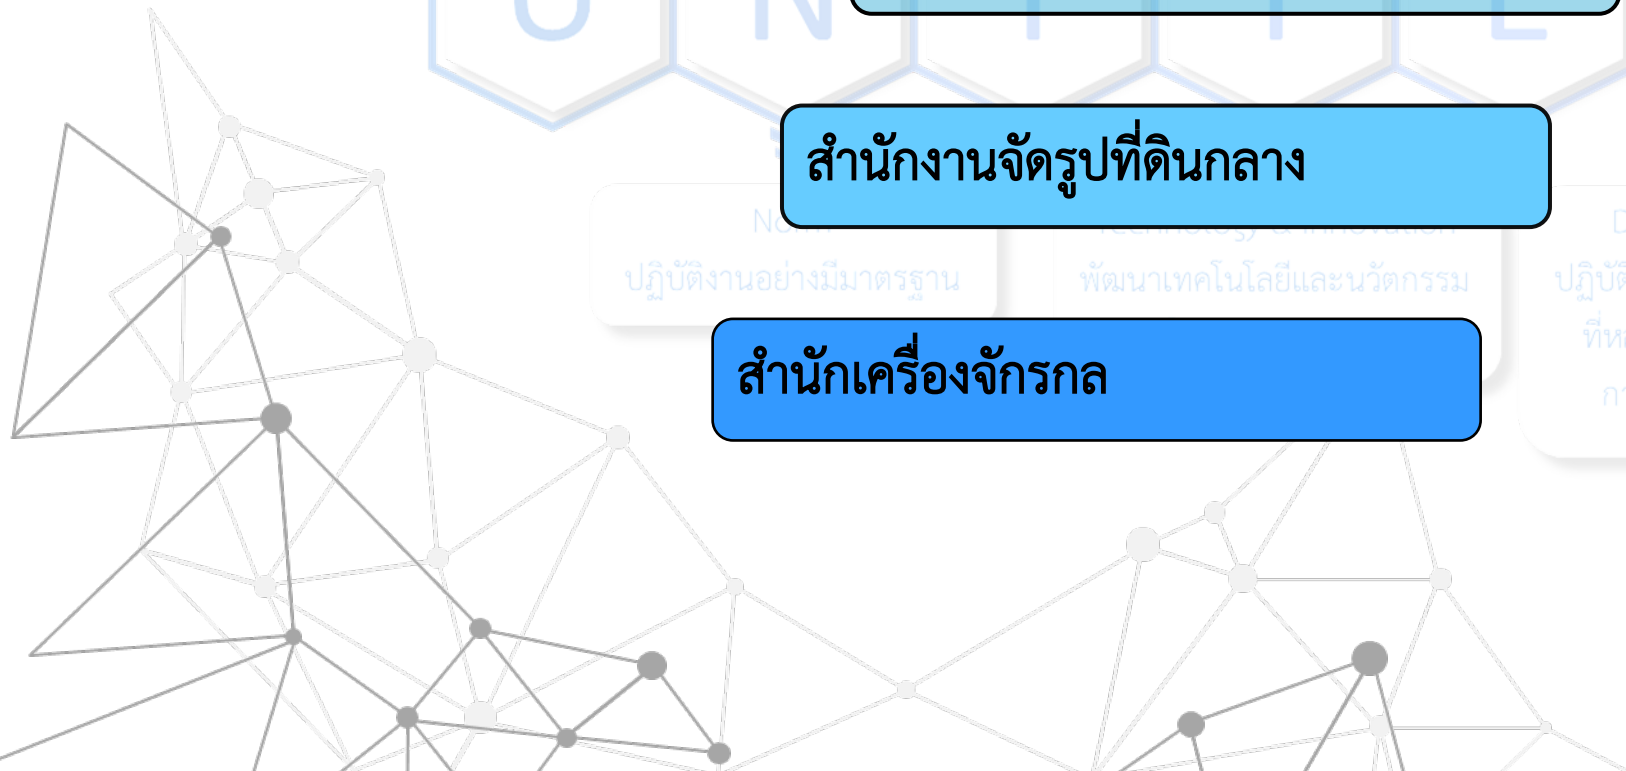 U N I T E
สำนักงานจัดรูปที่ดินกลาง
Technology & Innovation
ปฏิบัติงานอย่างมีมาตรฐาน
พัฒนาเทคโนโลยีและนวัตกรรม
สำนักเครื่องจักรกล